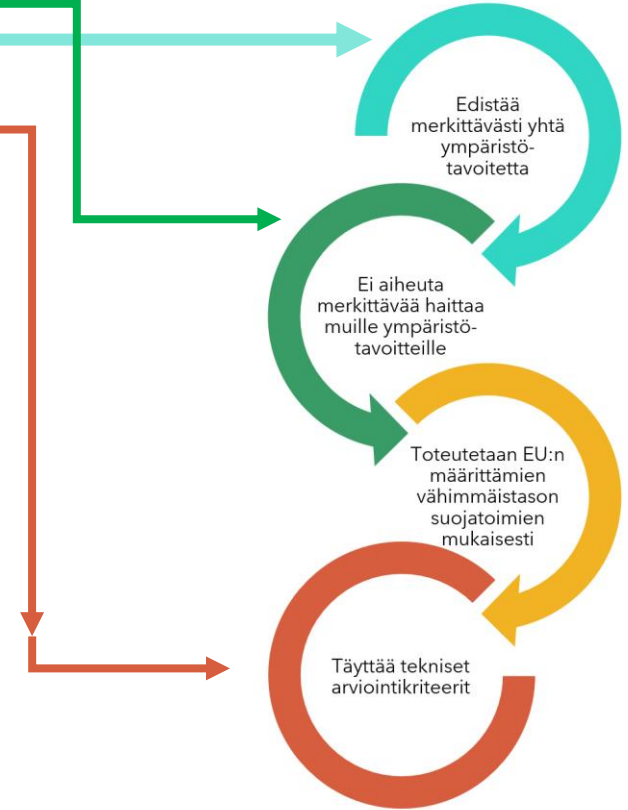 Edistää
merkittävästi yhtä
ympäristö-
tavoitetta
Ei aiheuta
merkittävää haittaa
muille ympäristö-
tavoitteille
Toteutetaan EU:n
määrittämien
vähimmäistason
suojatoimien
mukaisesti
Täyttää tekniset
arviointikriteerit